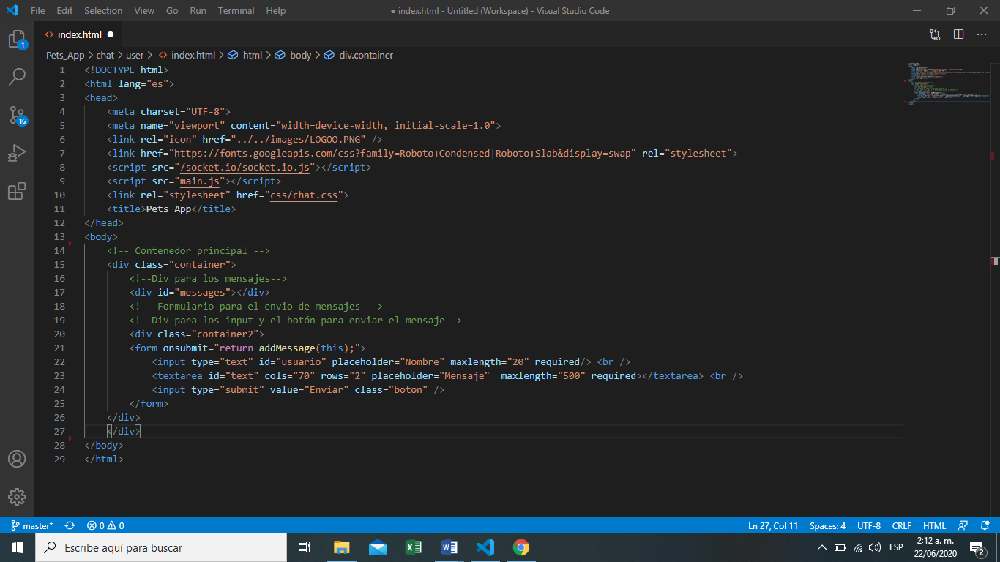 File Edit Selection View Go Run Terminal Help
● index.html - Untitled (Workspace) - Visual Studio Code
<> index.html ●
Pets_App > chat > user > <> index.html > html > body > div.container
1 <!DOCTYPE html>
2 <html lang="es">
3 <head>
4 <meta charset="UTF-8">
5 <meta name="viewport" content="width=device-width, initial-scale=1.0">
6 <link rel="icon" href="../../images/LOGOO.PNG" />
7 <link href="https://fonts.googleapis.com/css?family=Roboto+Condensed|Roboto+Slab&display=swap" rel="stylesheet">
8 <script src="/socket.io/socket.io.js"></script>
9 <script src="main.js"></script>
10 <link rel="stylesheet" href="css/chat.css">
11 <title>Pets App</title>
12 </head>
13 <body>
14 <!-- Contenedor principal -->
15 <div class="container">
16 <!--Div para los mensajes-->
17 <div id="messages"></div>
18 <!-- Formulario para el envio de mensajes -->
19 <!--Div para los input y el botón para enviar el mensaje-->
20 <div class="container2">
21 <form onsubmit="return addMessage(this);">
22 <input type="text" id="usuario" placeholder="Nombre" maxlength="20" required/> <br />
23 <textarea id="text" cols="70" rows="2" placeholder="Mensaje"  maxlength="500" required></textarea> <br />
24 <input type="submit" value="Enviar" class="boton" />
25 </form>
26 </div>
27 </div>
28 </body>
29 </html>
1
16
master* 0 0
Ln 27, Col 11 Spaces: 4 UTF-8 CRLF HTML
Escribe aquí para buscar
ESP
2:12 a. m.
22/06/2020
2